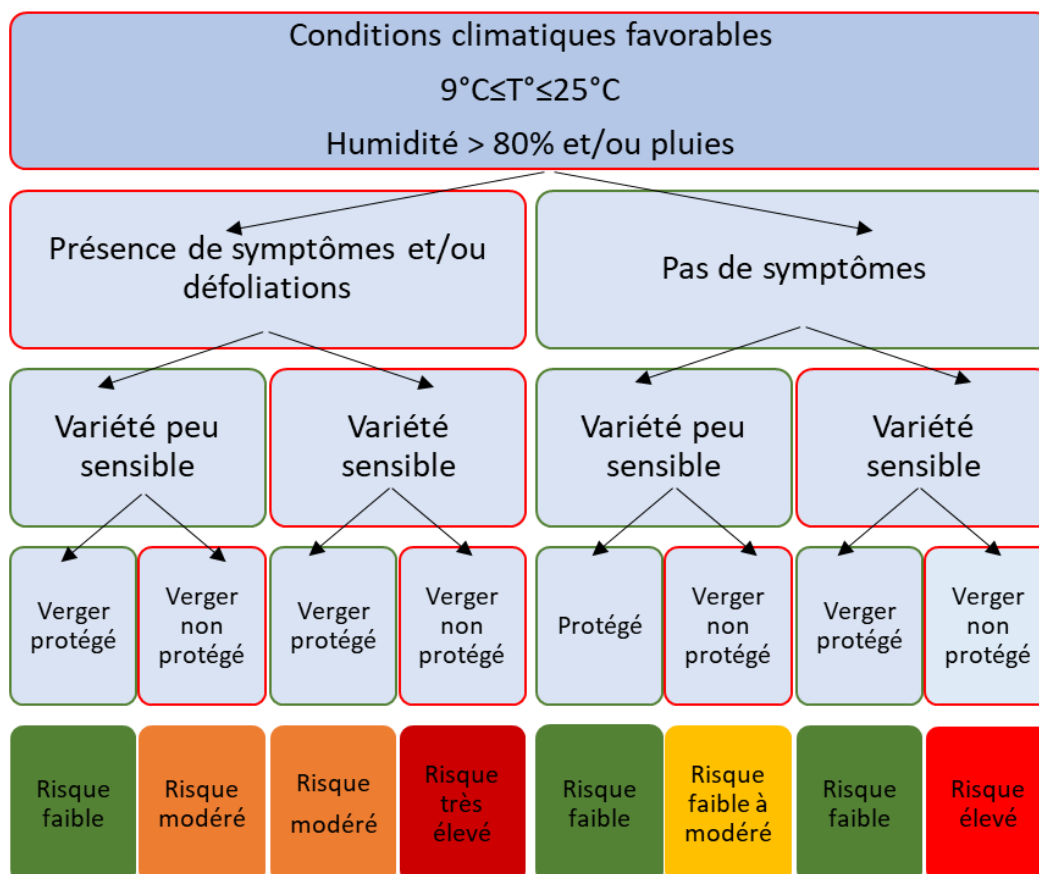 Conditions climatiques favorables
9°C≤T°≤25°C
Humidité > 80% et/ou pluies
Présence de symptômes et/ou
défoliations
Pas de symptômes
Variété peu
sensible
Variété
sensible
Variété peu
sensible
Variété
sensible
Verger
protégé
Verger
non
protégé
Verger
protégé
Verger
non
protégé
Protégé
Verger
non
protégé
Verger
protégé
Verger
non
protégé
Risque
faible
Risque
modéré
Risque
modéré
Risque
très
élevé
Risque
faible
Risque
faible à
modéré
Risque
faible
Risque
élevé